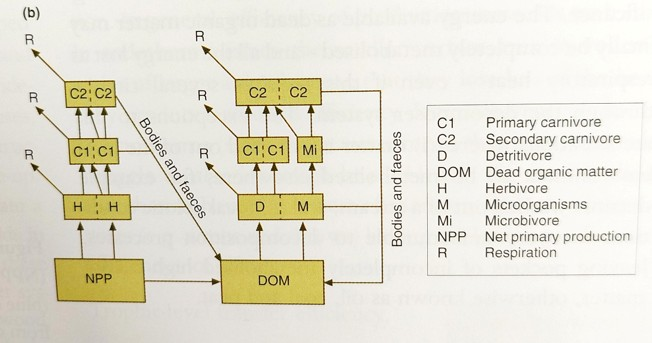 (b)
R
R
C2 C2
C2 C2
R
R
Bodies and faeces
C1 C1
C1 C1
Mi
R
R
Bodies and faeces
H H
D M
NPP
DOM
C1 Primary carnivore
C2 Secondary carnivore
D Detritivore
DOM Dead organic matter
H Herbivore
M Microorganisms
Mi Microbivore
NPP Net primary production
R Respiration